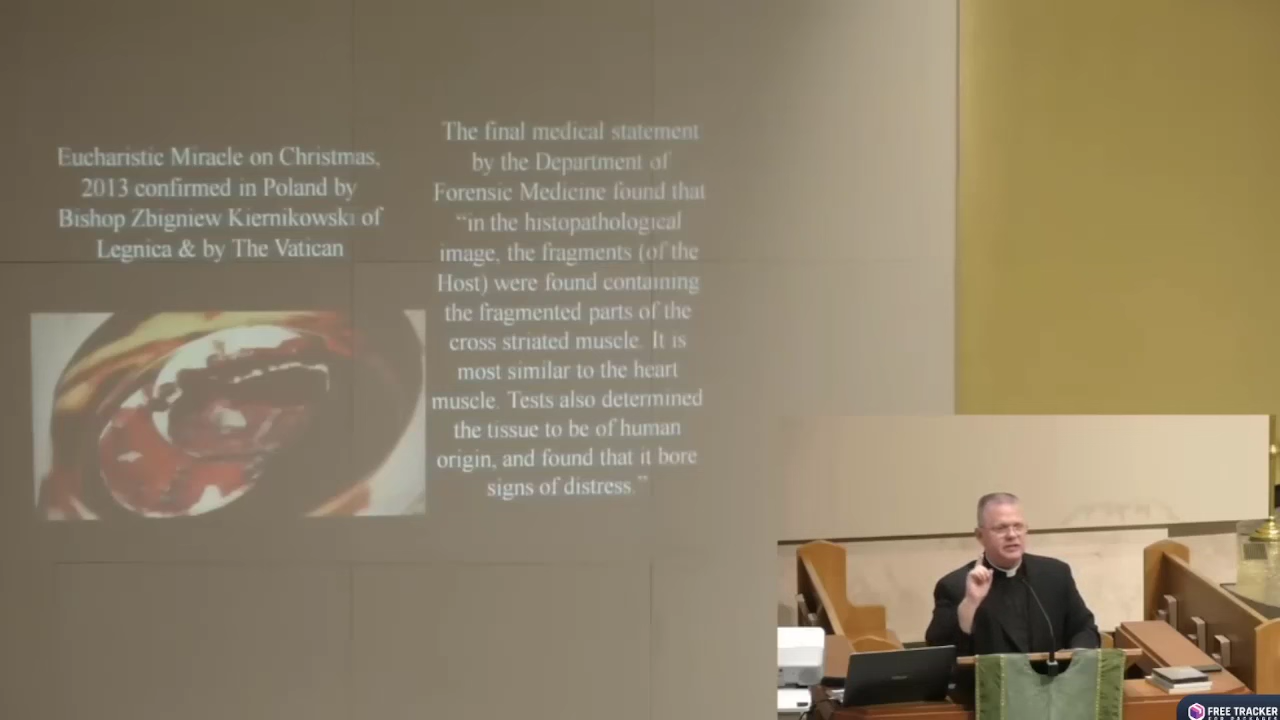 Eucharistic Miracle on Christmas,
2013 confirmed in Poland by
Bishop Zbigniew Kiernikowski of
Legnica & by The Vatican
The final medical statement
by the Department of
Forensic Medicine found that
“in the histopathological
image, the fragments (of the
Host) were found containing
the fragmented parts of the
cross striated muscle. It is
most similar to the heart
muscle. Tests also determined
the tissue to be of human
origin, and found that it bore
signs of distress.”
FREE TRACKER